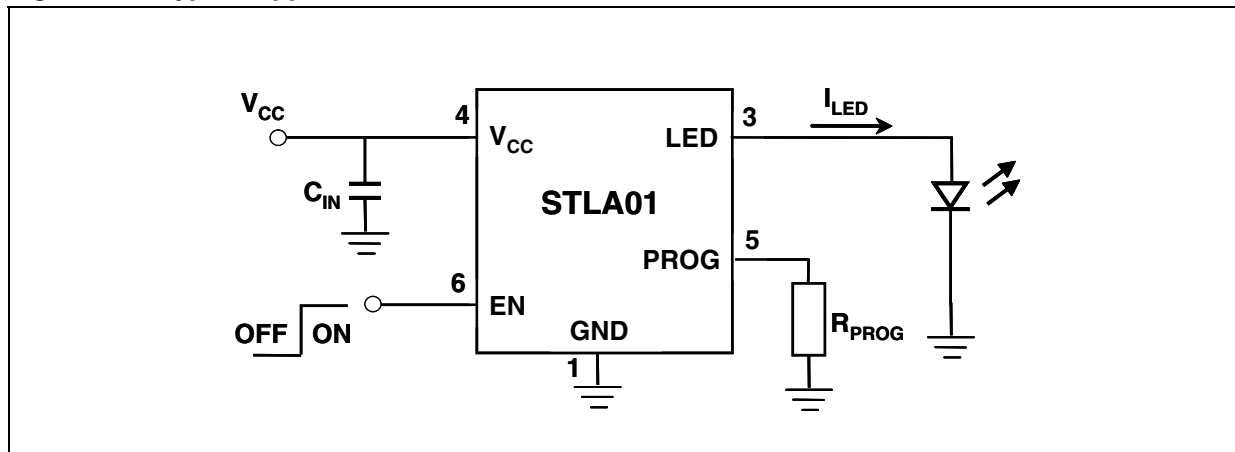 V_CC
4
V_CC
C_IN
STLA01
LED
3
I_LED
PROG
5
R_PROG
6
EN
OFF
ON
GND
1